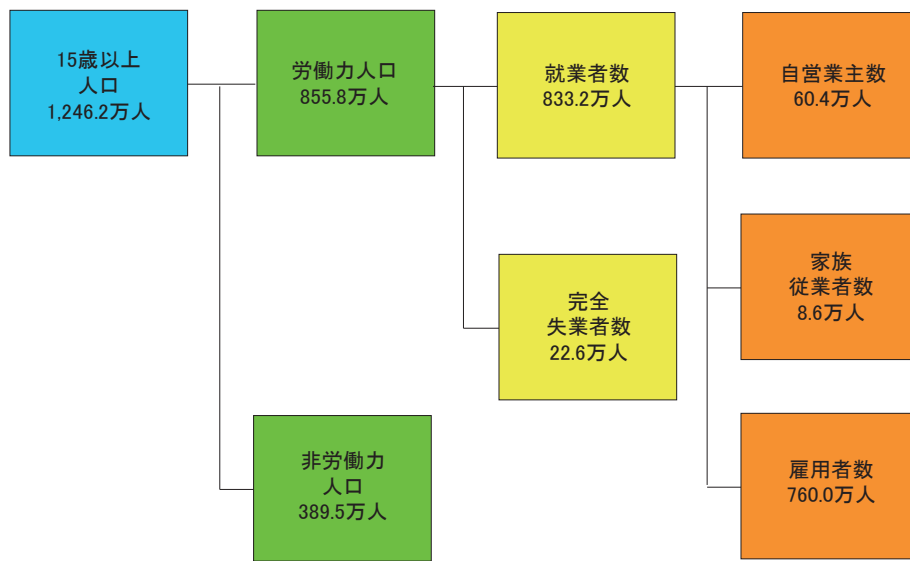 15歳以上
人口
1,246.2万人
労働力人口
855.8万人
就業者数
833.2万人
自営業主数
60.4万人
家族
従業者数
8.6万人
完全
失業者数
22.6万人
非労働力
人口
389.5万人
雇用者数
760.0万人